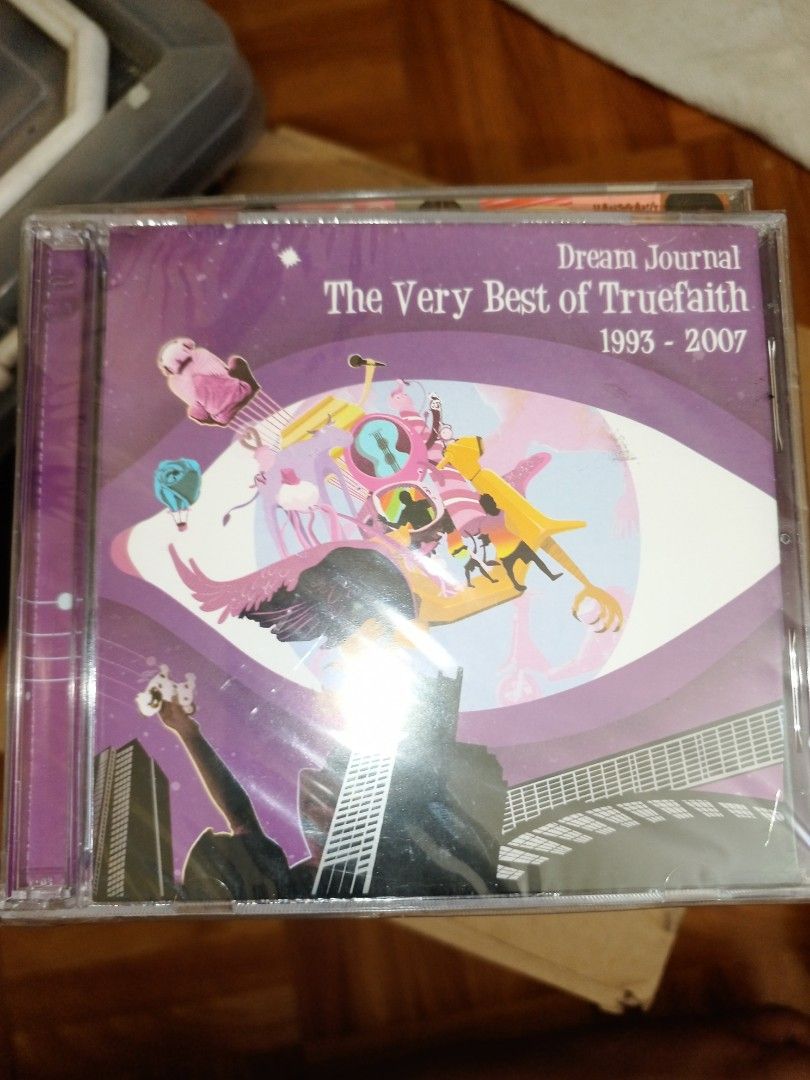 Dream Journal
The Very Best of Truefaith
1993 - 2007